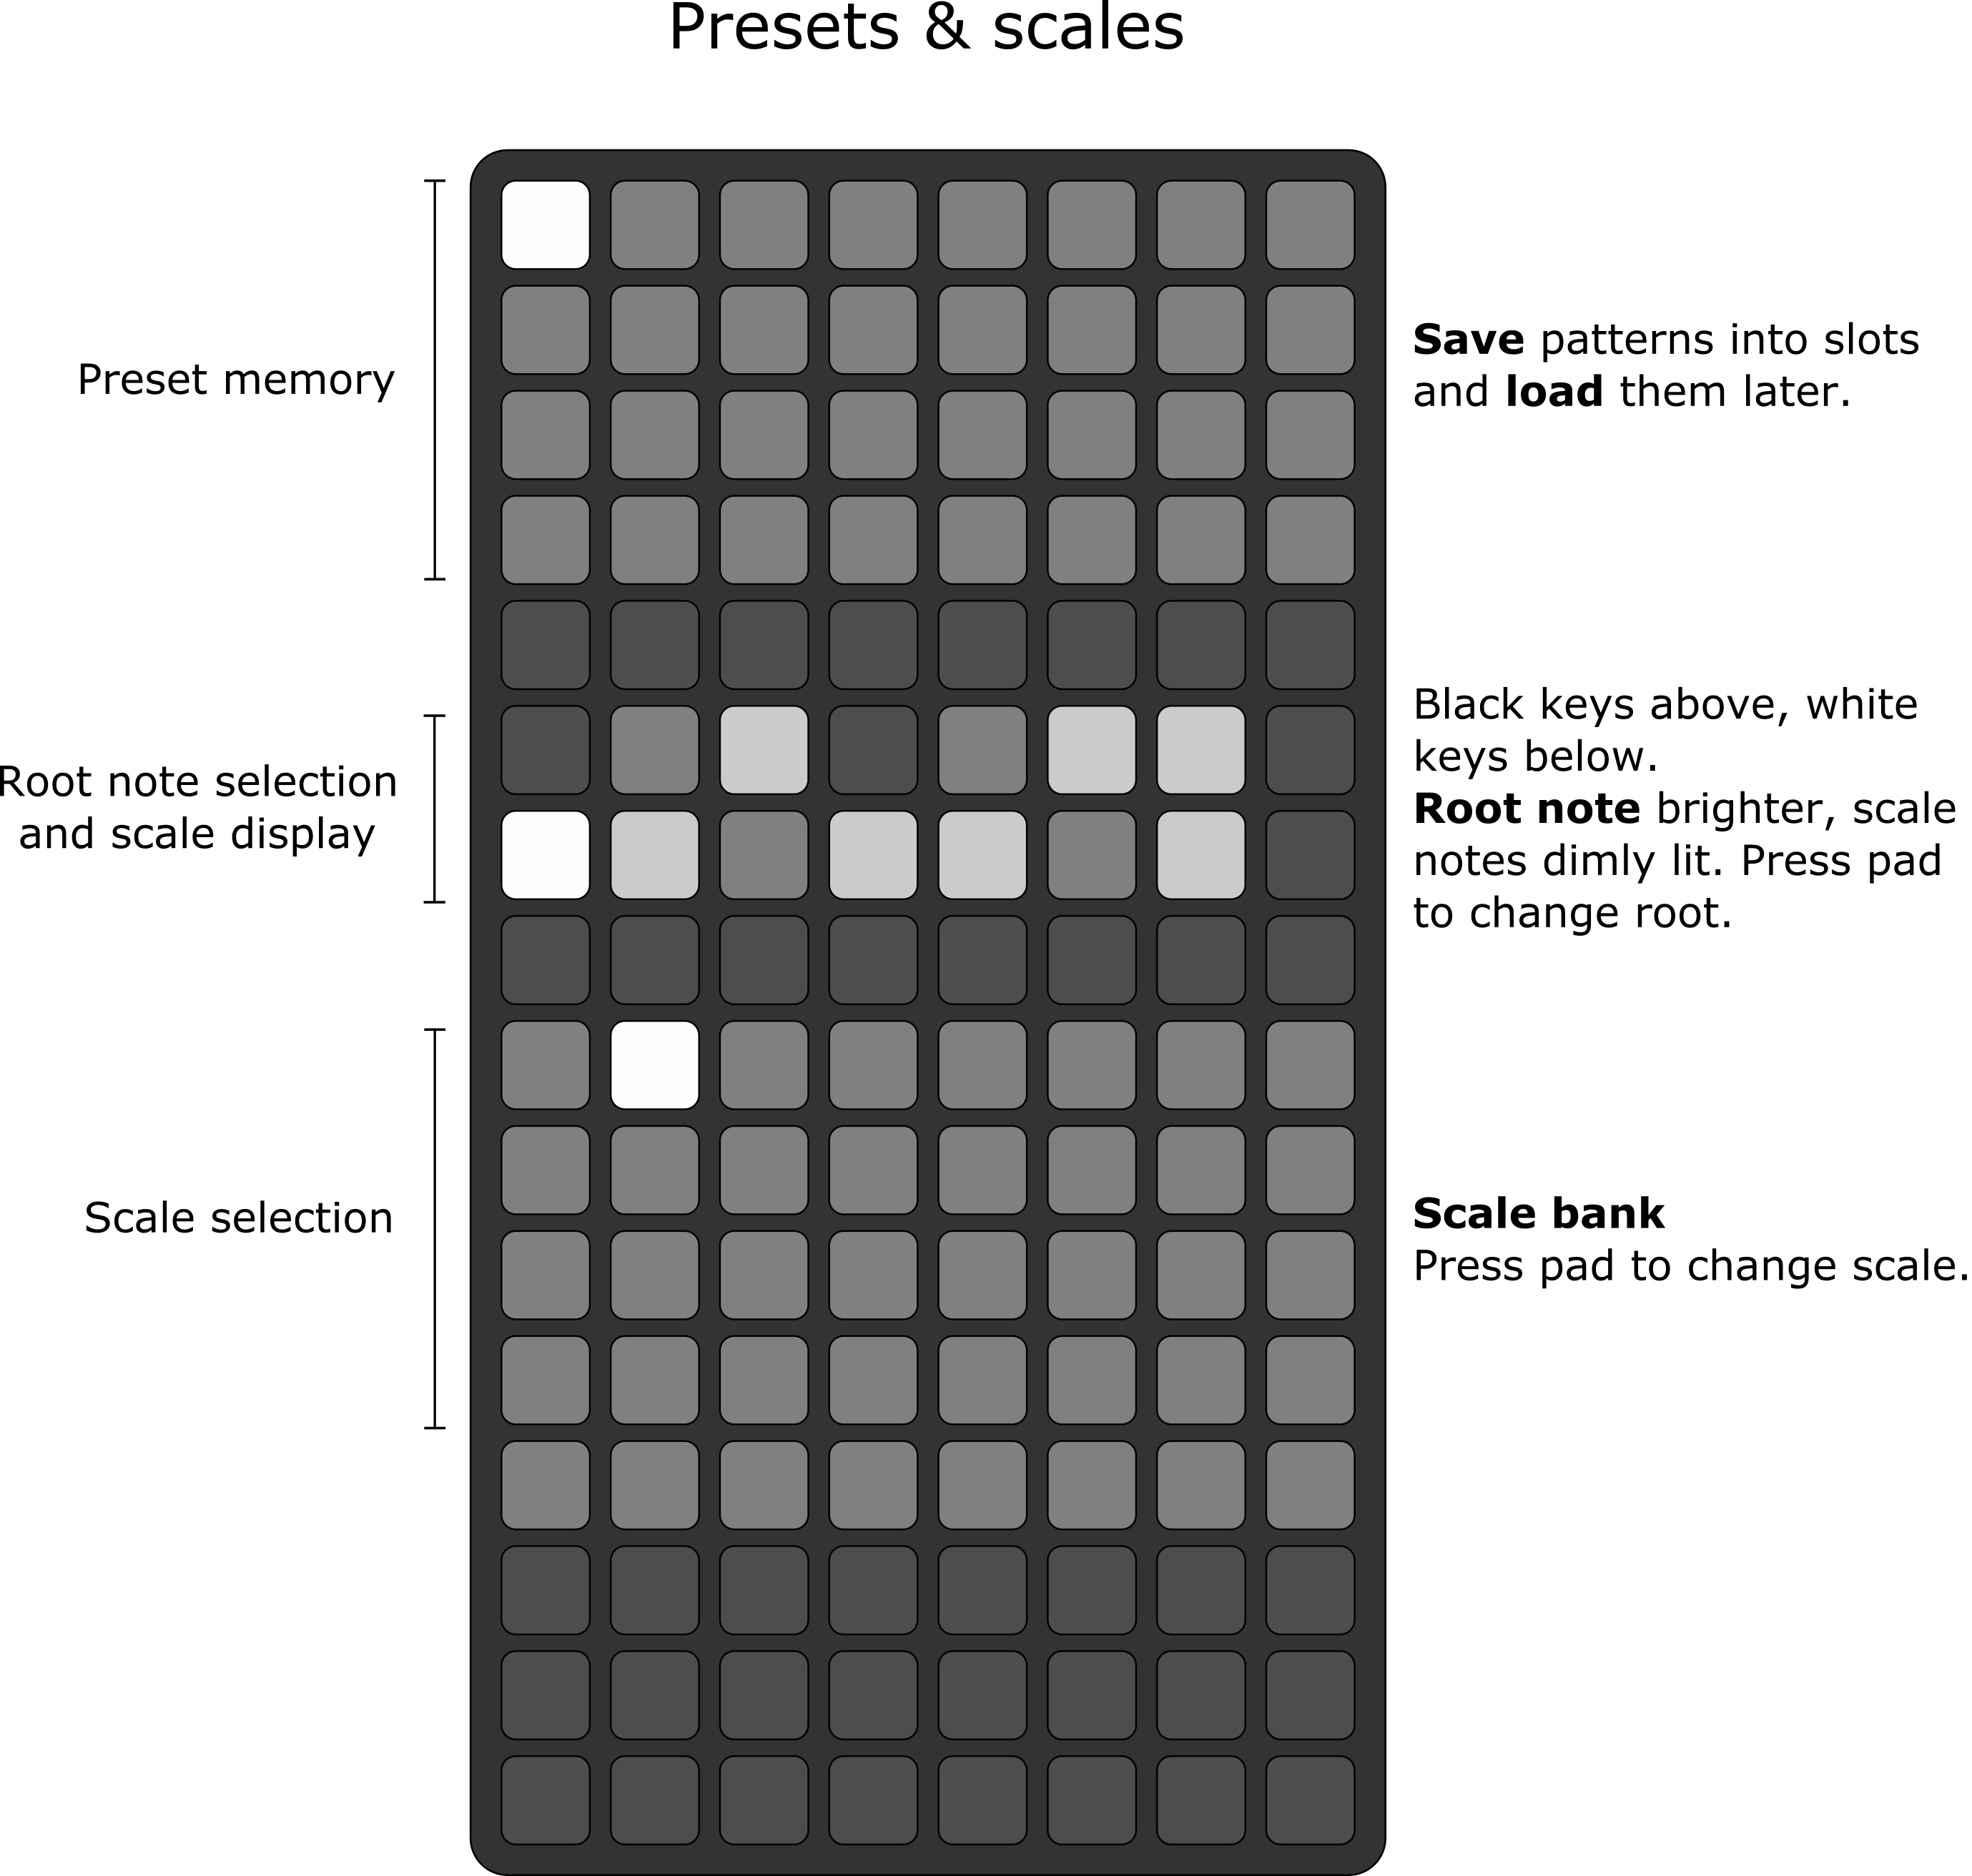 Presets & scales
Preset memory
Save patterns into slots
and load them later.
Root note selection
and scale display
Black keys above, white
keys below.
Root note brighter, scale
notes dimly lit. Press pad
to change root.
Scale selection
Scale bank
Press pad to change scale.